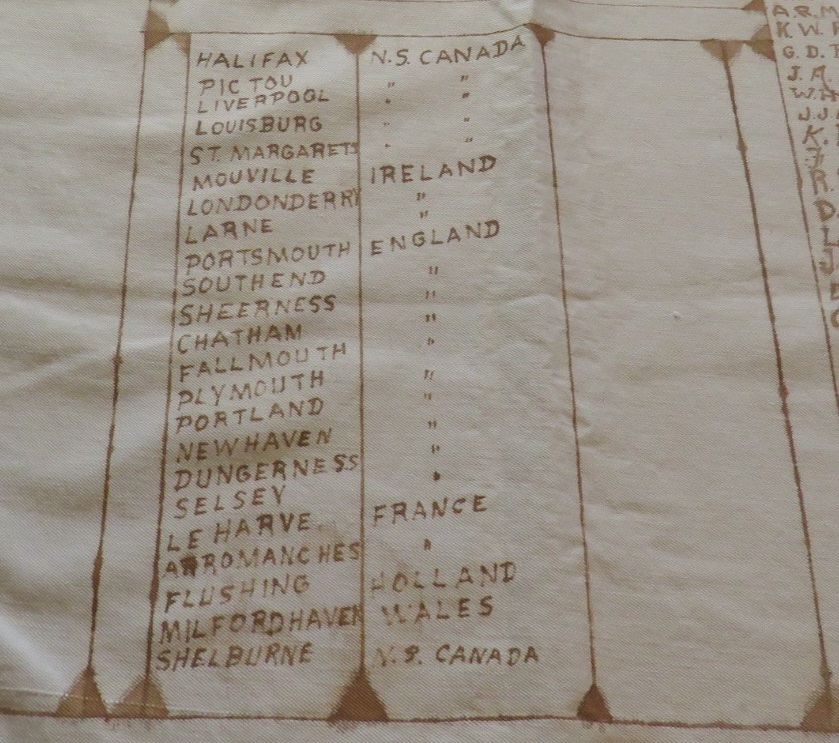 HALIFAX N.S. CANADA
PICTOU " "
LIVERPOOL " "
LOUISBURG " "
ST. MARGARETS " "
MOUVILLE IRELAND
LONDONDERRY "
LARNE "
PORTSMOUTH ENGLAND
SOUTHEND "
SHEERNESS "
CHATHAM "
FALLMOUTH "
PLYMOUTH "
PORTLAND "
NEWHAVEN "
DUNGERNESS "
SELSEY "
LE HARVE FRANCE
ARROMANCHES "
FLUSHING HOLLAND
MILFORDHAVEN WALES
SHELBURNE N.S. CANADA
A.R.M
K.W.
G.D.
J.A
W.H
J.J
K.
R
D
L